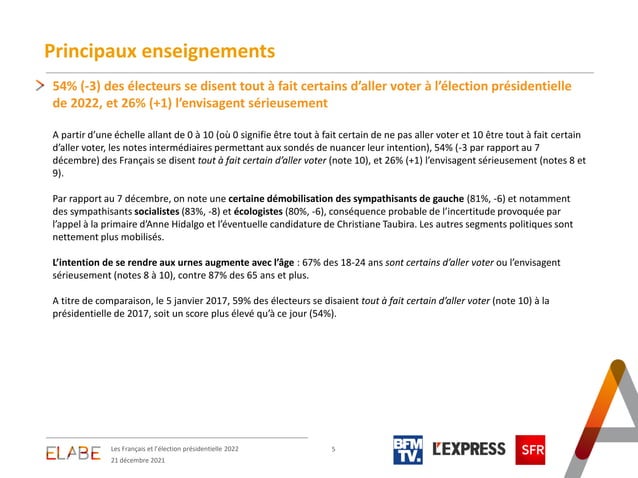 Principaux enseignements
54% (-3) des électeurs se disent tout à fait certains d’aller voter à l’élection présidentielle
de 2022, et 26% (+1) l’envisagent sérieusement
A partir d’une échelle allant de 0 à 10 (où 0 signifie être tout à fait certain de ne pas aller voter et 10 être tout à fait certain
d’aller voter, les notes intermédiaires permettant aux sondés de nuancer leur intention), 54% (-3 par rapport au 7
décembre) des Français se disent tout à fait certain d’aller voter (note 10), et 26% (+1) l’envisagent sérieusement (notes 8 et
9).
Par rapport au 7 décembre, on note une certaine démobilisation des sympathisants de gauche (81%, -6) et notamment
des sympathisants socialistes (83%, -8) et écologistes (80%, -6), conséquence probable de l’incertitude provoquée par
l’appel à la primaire d’Anne Hidalgo et l’éventuelle candidature de Christiane Taubira. Les autres segments politiques sont
nettement plus mobilisés.
L’intention de se rendre aux urnes augmente avec l’âge : 67% des 18-24 ans sont certains d’aller voter ou l’envisagent
sérieusement (notes 8 à 10), contre 87% des 65 ans et plus.
A titre de comparaison, le 5 janvier 2017, 59% des électeurs se disaient tout à fait certain d’aller voter (note 10) à la
présidentielle de 2017, soit un score plus élevé qu’à ce jour (54%).
ELABE
Les Français et l’élection présidentielle 2022
5
21 décembre 2021
BFM
TV.
L'EXPRESS
SFR